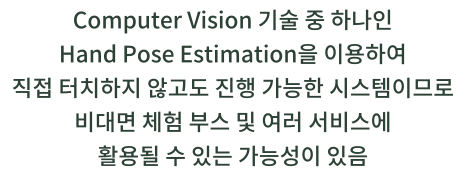 Computer Vision 기술 중 하나인
Hand Pose Estimation을 이용하여
직접 터치하지 않고도 진행 가능한 시스템이므로
비대면 체험 부스 및 여러 서비스에
활용될 수 있는 가능성이 있음